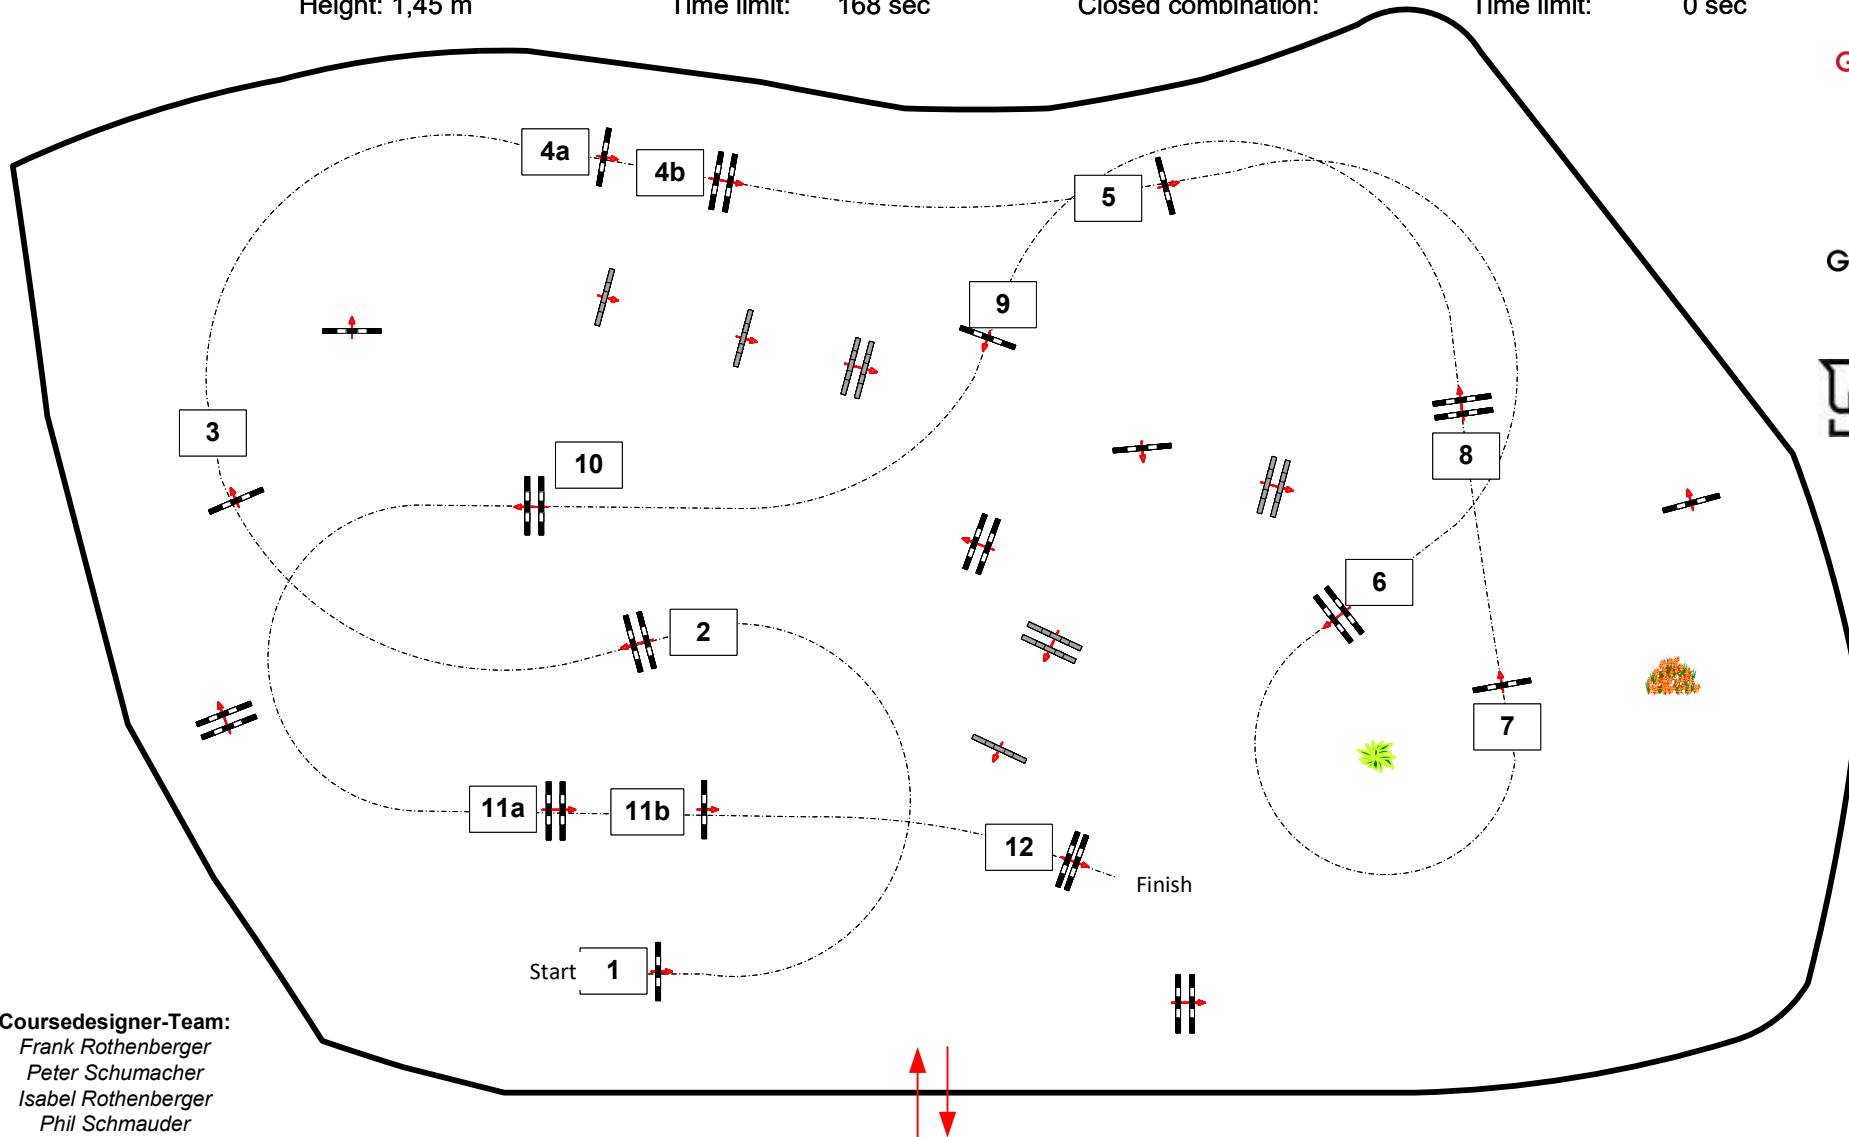 Height: 1,45 m Time limit: 168 sec Closed combination: Time limit: 0 sec
G
4a
4b
5
G
9
3
10
8
6
2
7
11a
11b
12
Finish
Start 1
Coursedesigner-Team:
Frank Rothenberger
Peter Schumacher
Isabel Rothenberger
Phil Schmauder